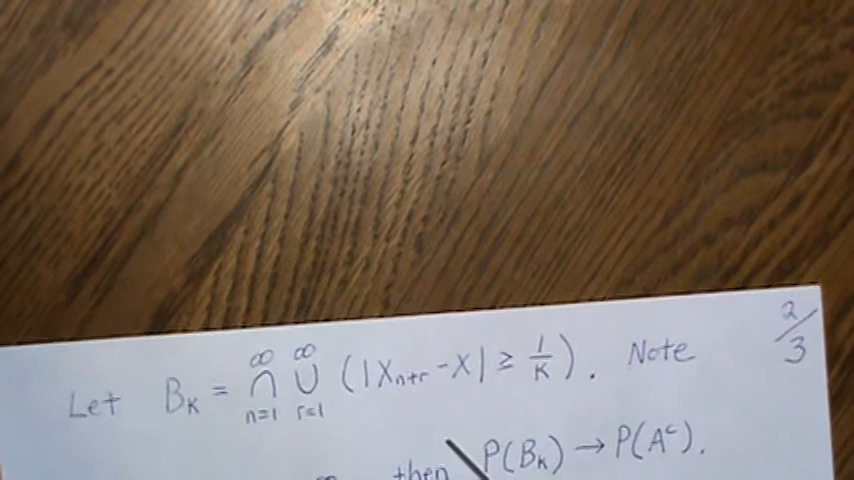 2/3
Let B_K = ∞ ∩ n=1 ∞ ∪ r=1 (|X_{n+r} - X| ≥ 1/K). Note
then P(B_K) → P(A^c).